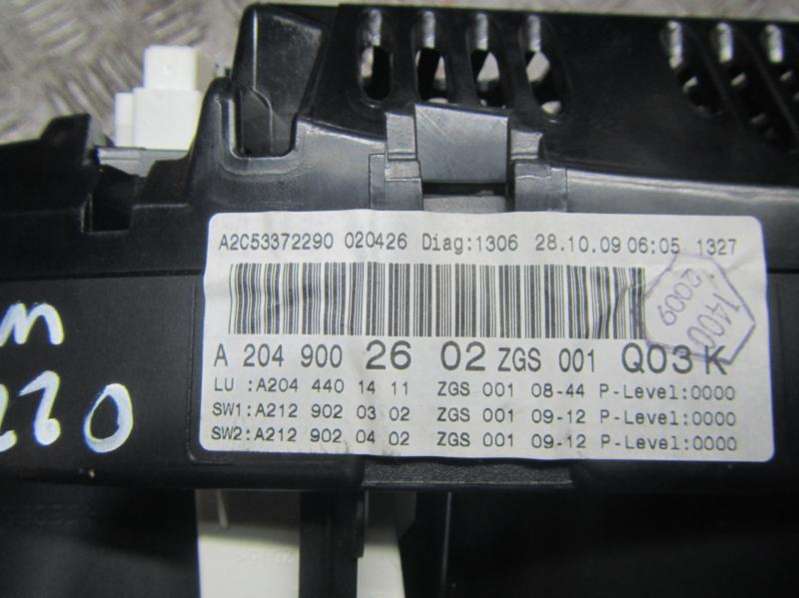 A2C53372290 020426 Diag:1306 28.10.09 06:05 1327
1400
2009
A 204 900 26 02 ZGS 001 Q03 K
LU :A204 440 14 11 ZGS 001 08-44 P-Level:0000
SW1:A212 902 03 02 ZGS 001 09-12 P-Level:0000
SW2:A212 902 04 02 ZGS 001 09-12 P-Level:0000